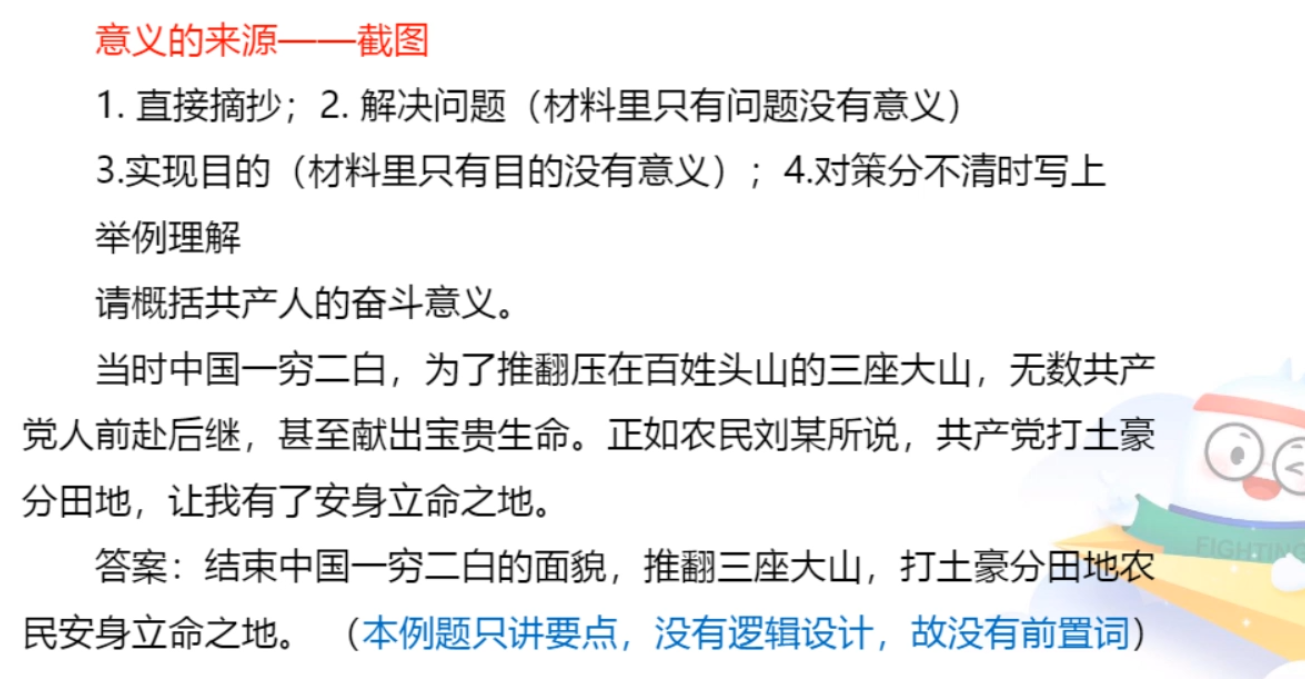 意义的来源——截图
1. 直接摘抄；2. 解决问题（材料里只有问题没有意义）
3.实现目的（材料里只有目的没有意义）；4.对策分不清时写上
举例理解
请概括共产人的奋斗意义。
当时中国一穷二白，为了推翻压在百姓头山的三座大山，无数共产
党人前赴后继，甚至献出宝贵生命。正如农民刘某所说，共产党打土豪
分田地，让我有了安身立命之地。
FIGHTING
答案：结束中国一穷二白的面貌，推翻三座大山，打土豪分田地农
民安身立命之地。（本例题只讲要点，没有逻辑设计，故没有前置词）